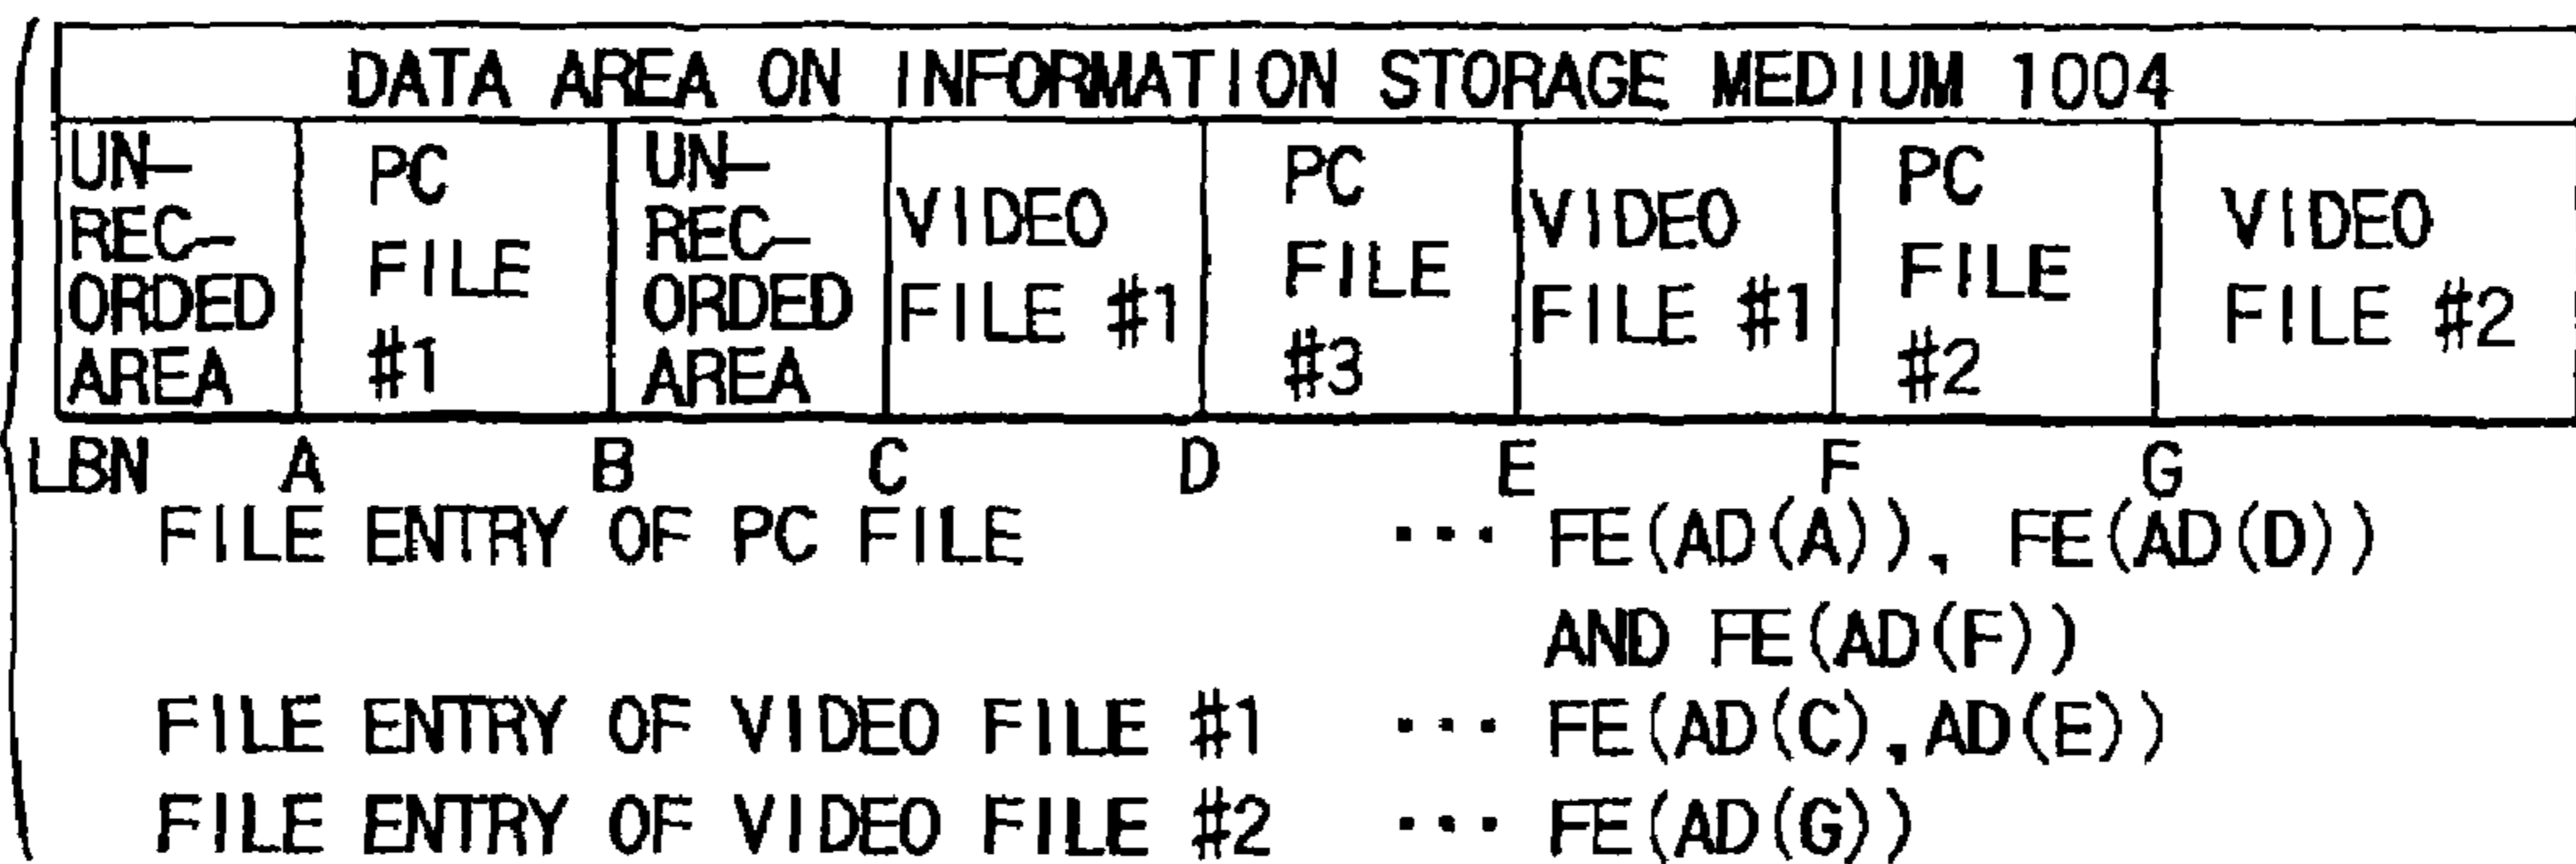 DATA AREA ON INFORMATION STORAGE MEDIUM 1004
UN-
REC-
ORDED
AREA
PC
FILE
#1
UN-
REC-
ORDED
AREA
VIDEO
FILE #1
PC
FILE
#3
VIDEO
FILE #1
PC
FILE
#2
VIDEO
FILE #2
LBN A B C D E F G
FILE ENTRY OF PC FILE ••• FE(AD(A)), FE(AD(D))
AND FE(AD(F))
FILE ENTRY OF VIDEO FILE #1 ••• FE(AD(C),AD(E))
FILE ENTRY OF VIDEO FILE #2 ••• FE(AD(G))